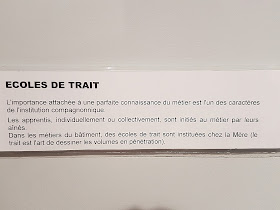 ECOLES DE TRAIT
L'importance attachée à une parfaite connaissance du métier est l'un des caractères
de l'institution compagnonnique.
Les apprentis, individuellement ou collectivement, sont initiés au métier par leurs
aînés.
Dans les métiers du bâtiment, des écoles de trait sont instituées chez la Mère (le
trait est l'art de dessiner les volumes en pénétration).